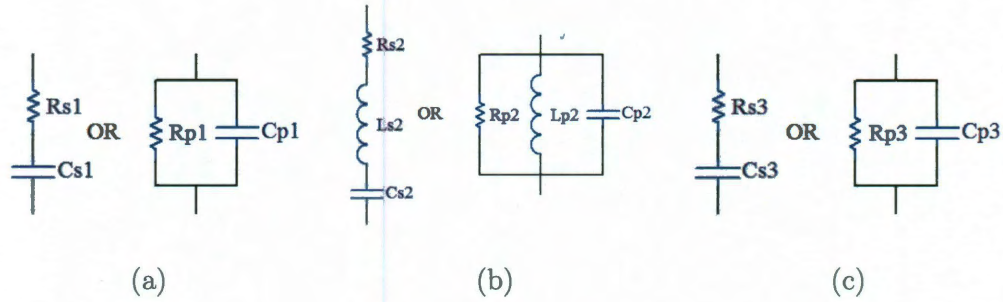 Rs1
OR
Rp1
Cp1
Cs1
(a)
Rs2
Ls2
OR
Rp2
Lp2
Cp2
Cs2
(b)
Rs3
OR
Rp3
Cp3
Cs3
(c)